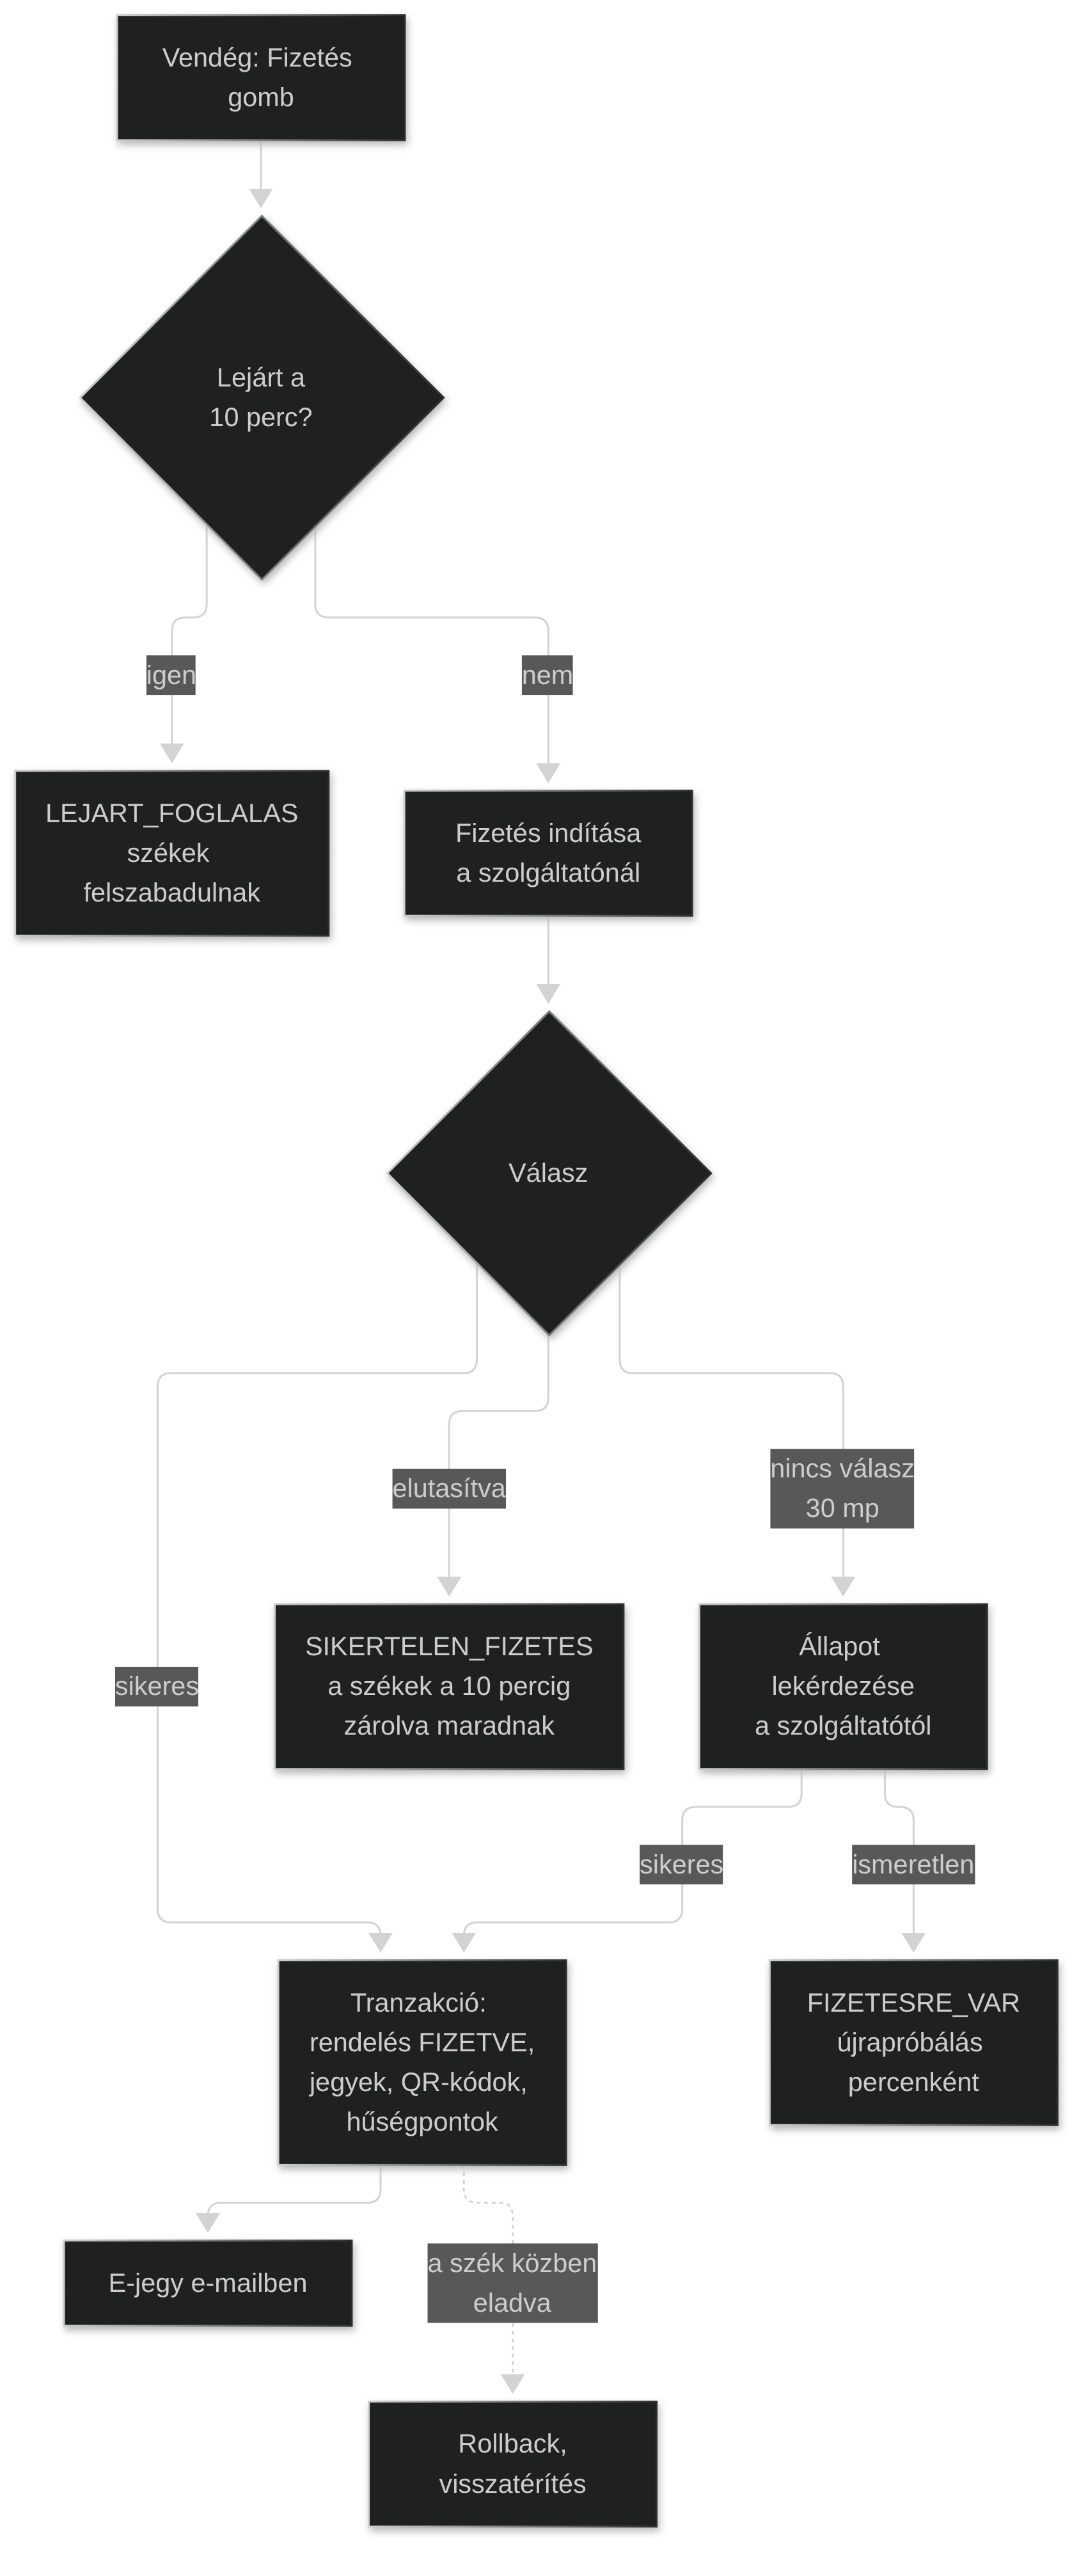 Vendég: Fizetés
gomb
Lejárt a
10 perc?
igen
nem
LEJART_FOGLALAS
székek
felszabadulnak
Fizetés indítása
a szolgáltatónál
Válasz
elutasítva
nincs válasz
30 mp
sikeres
SIKERTELEN_FIZETES
a székek a 10 percig
zárolva maradnak
Állapot
lekérdezése
a szolgáltatótól
sikeres
ismeretlen
Tranzakció:
rendelés FIZETVE,
jegyek, QR-kódok,
hűségpontok
FIZETESRE_VAR
újrapróbálás
percenként
E-jegy e-mailben
a szék közben
eladva
Rollback,
visszatérítés